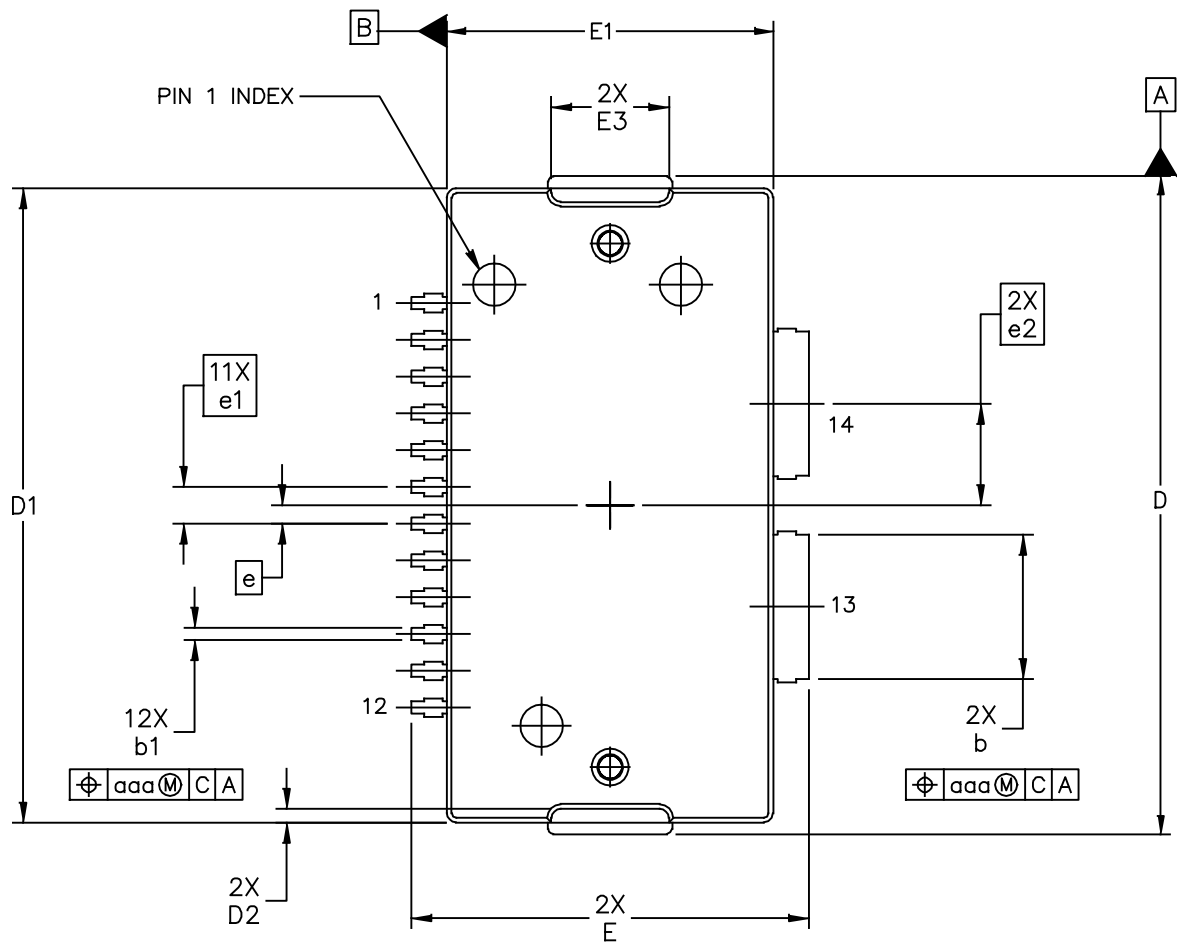 B
E1
PIN 1 INDEX
2X
E3
A
1
2X
e2
11X
e1
14
D1
D
e
13
12
12X
b1
2X
b
⌖ aaa Ⓜ C A
⌖ aaa Ⓜ C A
2X
D2
2X
E